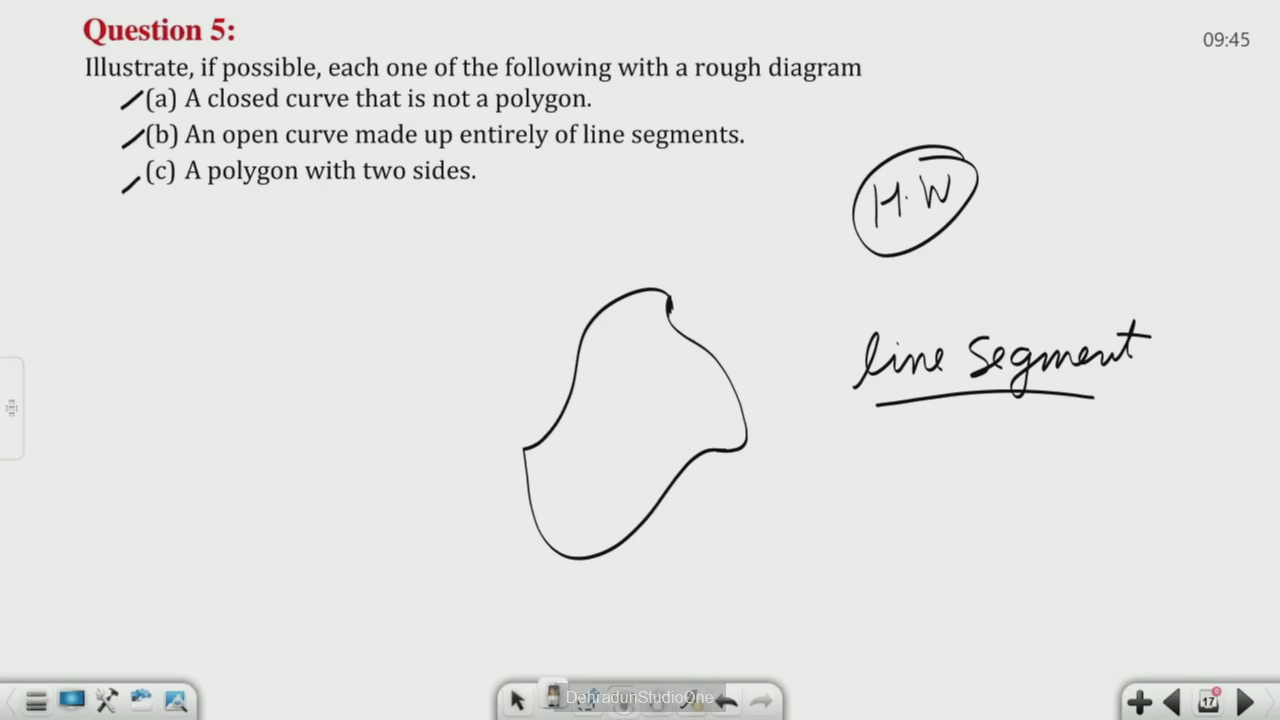 Question 5:
09:45
Illustrate, if possible, each one of the following with a rough diagram
(a) A closed curve that is not a polygon.
(b) An open curve made up entirely of line segments.
(c) A polygon with two sides.
H.W
line segment
DehradunStudioOne
17